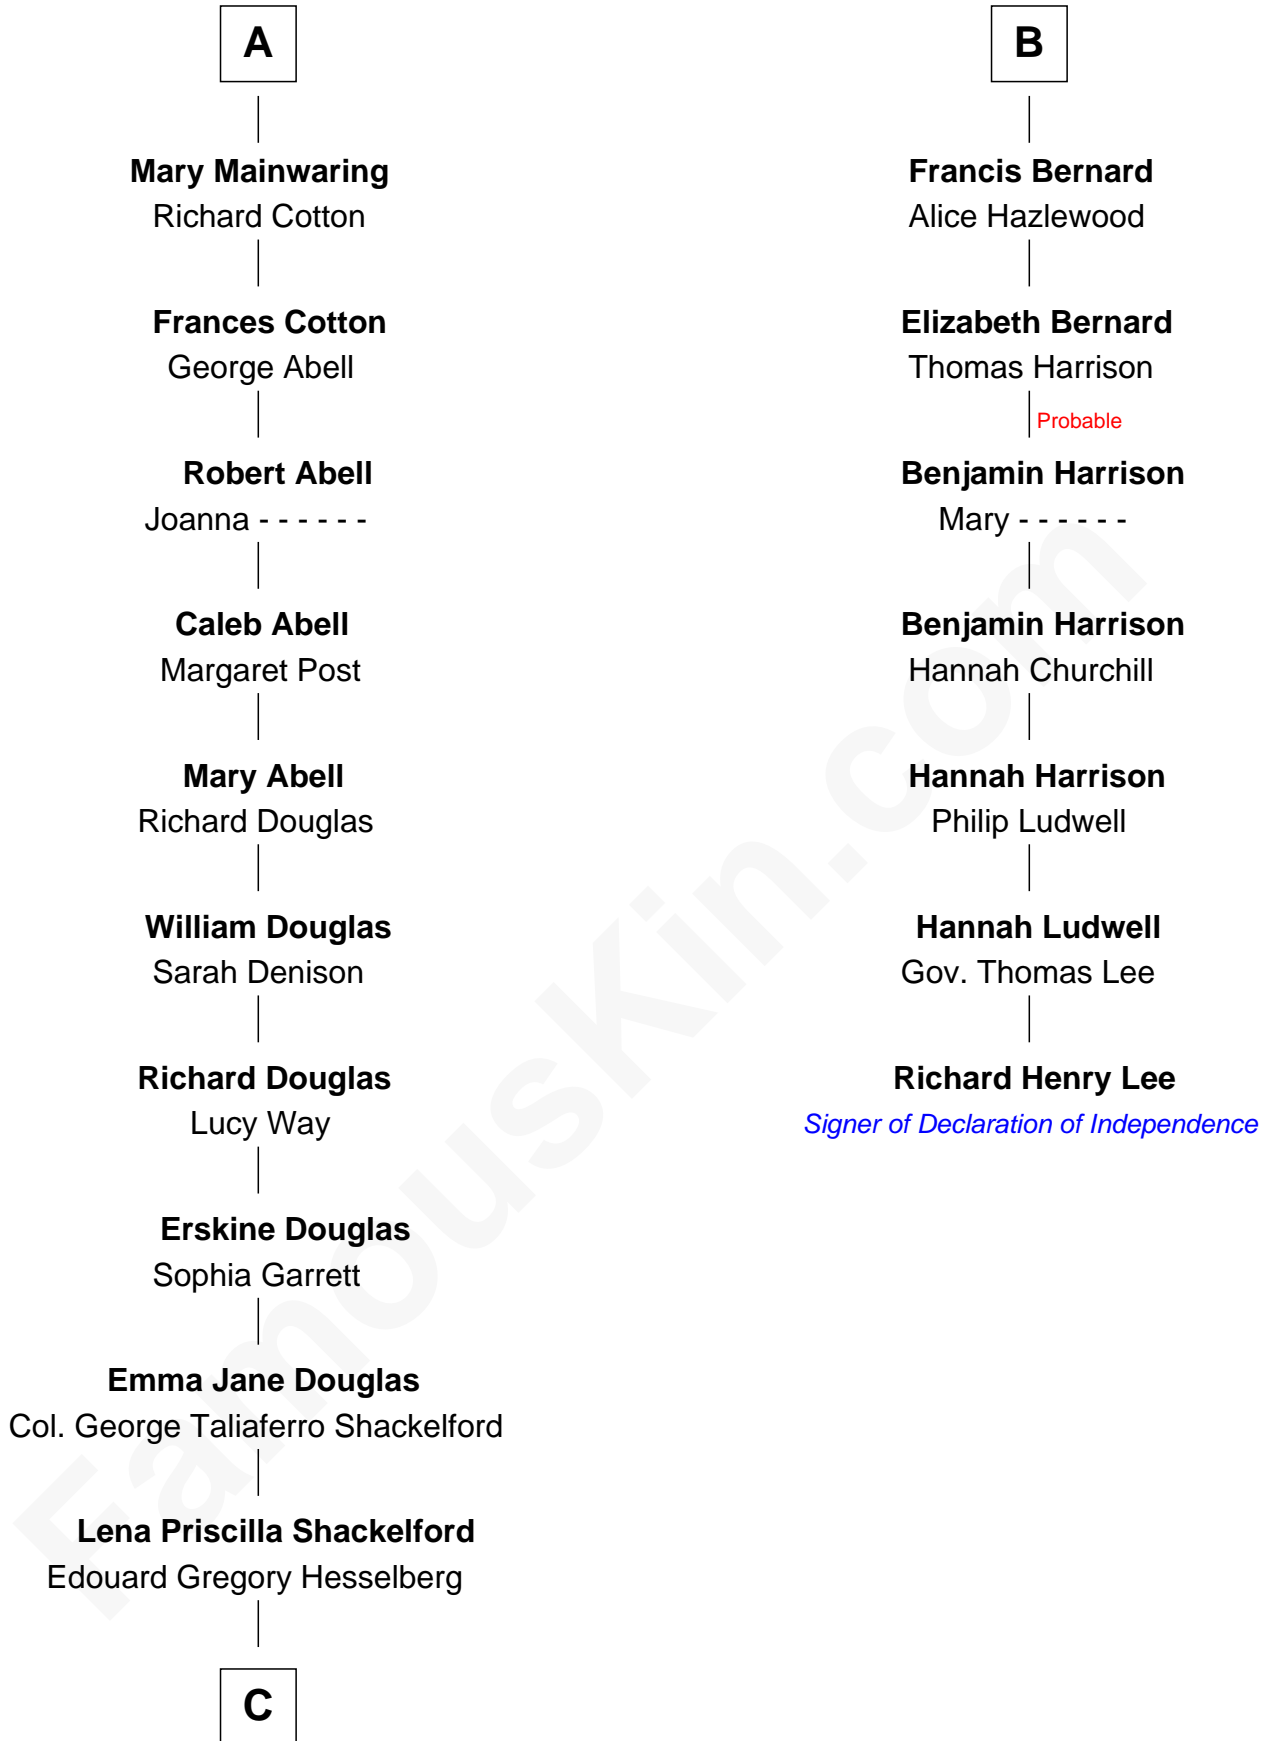 A
Mary Mainwaring
Richard Cotton
Frances Cotton
George Abell
Robert Abell
Joanna - - - - - -
Caleb Abell
Margaret Post
Mary Abell
Richard Douglas
William Douglas
Sarah Denison
Richard Douglas
Lucy Way
Erskine Douglas
Sophia Garrett
Emma Jane Douglas
Col. George Taliaferro Shackelford
Lena Priscilla Shackelford
Edouard Gregory Hesselberg
C
B
Francis Bernard
Alice Hazlewood
Elizabeth Bernard
Thomas Harrison
Probable
Benjamin Harrison
Mary - - - - - -
Benjamin Harrison
Hannah Churchill
Hannah Harrison
Philip Ludwell
Hannah Ludwell
Gov. Thomas Lee
Richard Henry Lee
Signer of Declaration of Independence
FamousKin.com